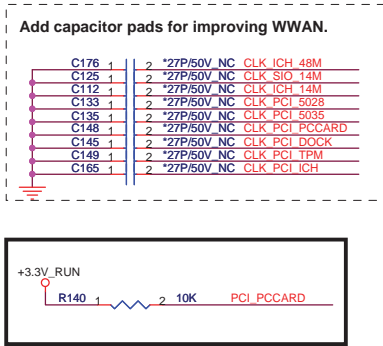 Add capacitor pads for improving WWAN.
C176 1 2 *27P/50V_NC CLK_ICH_48M
C125 1 2 *27P/50V_NC CLK_SIO_14M
C112 1 2 *27P/50V_NC CLK_ICH_14M
C133 1 2 *27P/50V_NC CLK_PCI_5028
C135 1 2 *27P/50V_NC CLK_PCI_5035
C148 1 2 *27P/50V_NC CLK_PCI_PCCARD
C145 1 2 *27P/50V_NC CLK_PCI_DOCK
C149 1 2 *27P/50V_NC CLK_PCI_TPM
C165 1 2 *27P/50V_NC CLK_PCI_ICH
+3.3V_RUN
R140 1 2 10K PCI_PCCARD